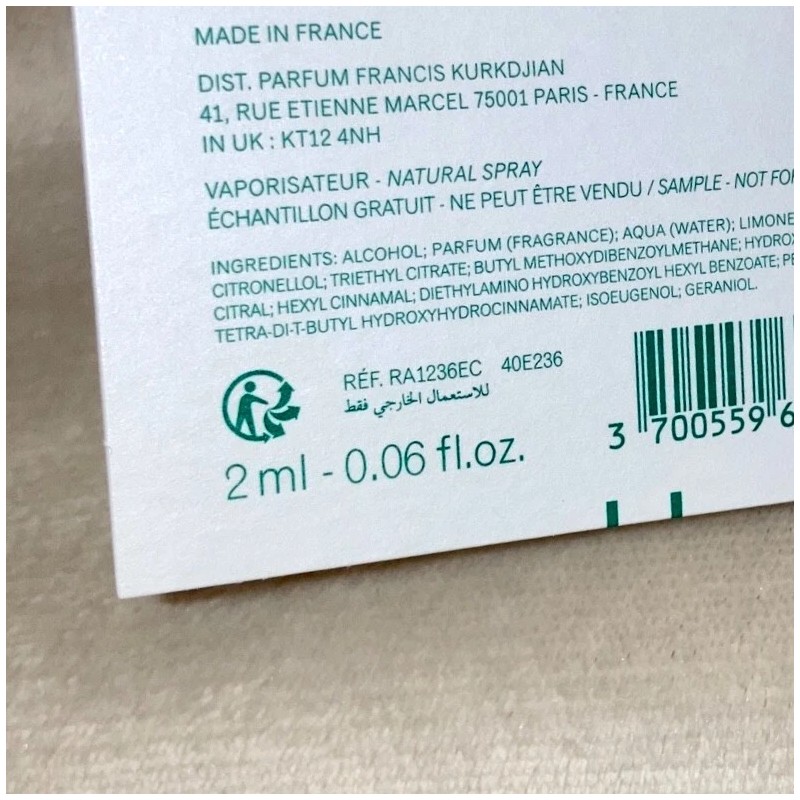 MADE IN FRANCE
DIST. PARFUM FRANCIS KURKDJIAN
41, RUE ETIENNE MARCEL 75001 PARIS - FRANCE
IN UK : KT12 4NH
VAPORISATEUR - NATURAL SPRAY
ÉCHANTILLON GRATUIT - NE PEUT ÊTRE VENDU / SAMPLE - NOT FOR
INGREDIENTS: ALCOHOL; PARFUM (FRAGRANCE); AQUA (WATER); LIMONE
CITRONELLOL; TRIETHYL CITRATE; BUTYL METHOXYDIBENZOYLMETHANE; HYDROX
CITRAL; HEXYL CINNAMAL; DIETHYLAMINO HYDROXYBENZOYL HEXYL BENZOATE; PE
TETRA-DI-T-BUTYL HYDROXYHYDROCINNAMATE; ISOEUGENOL; GERANIOL.
RÉF. RA1236EC 40E236
للاستعمال الخارجي فقط
2 ml - 0.06 fl.oz.
3 700559 6